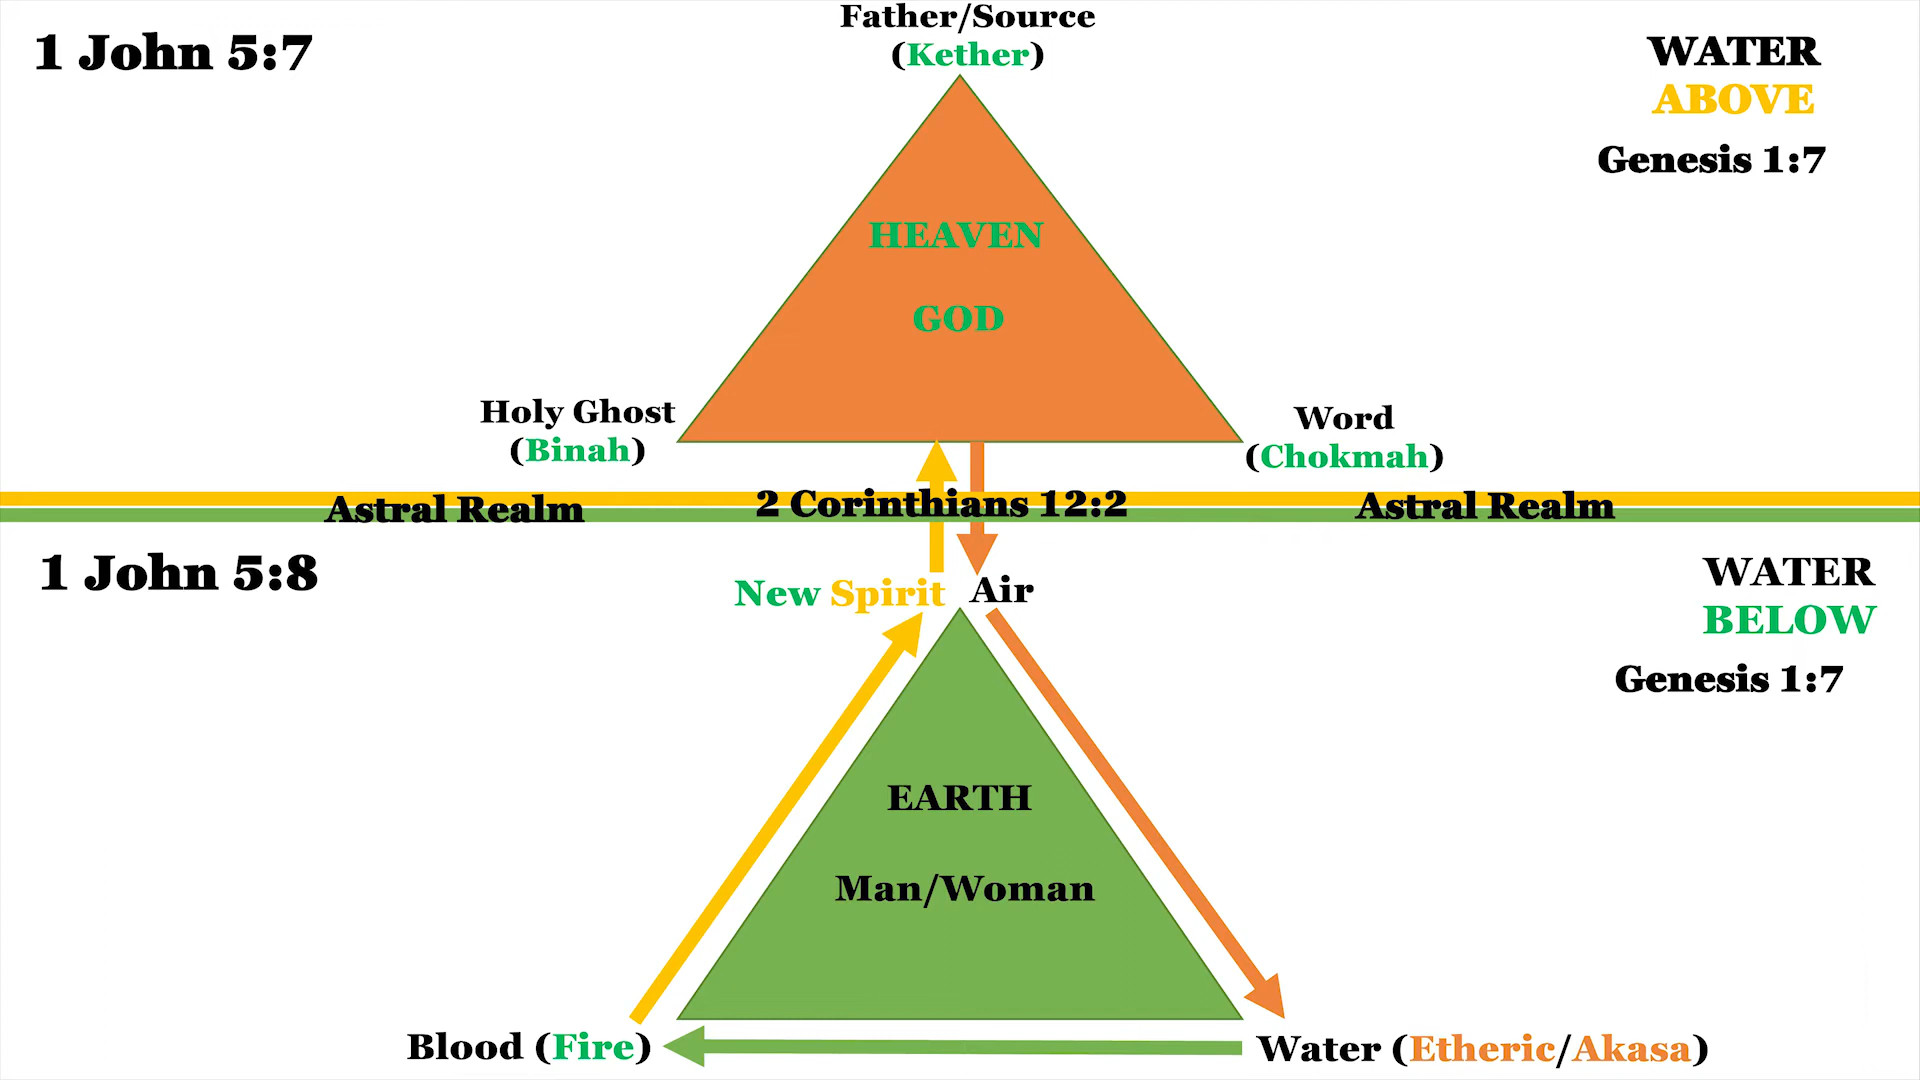 Father/Source
(Kether)
1 John 5:7
WATER
ABOVE
Genesis 1:7
HEAVEN
GOD
Holy Ghost
(Binah)
Word
(Chokmah)
Astral Realm
2 Corinthians 12:2
Astral Realm
1 John 5:8
WATER
BELOW
Genesis 1:7
New Spirit
Air
EARTH
Man/Woman
Blood (Fire)
Water (Etheric/Akasa)